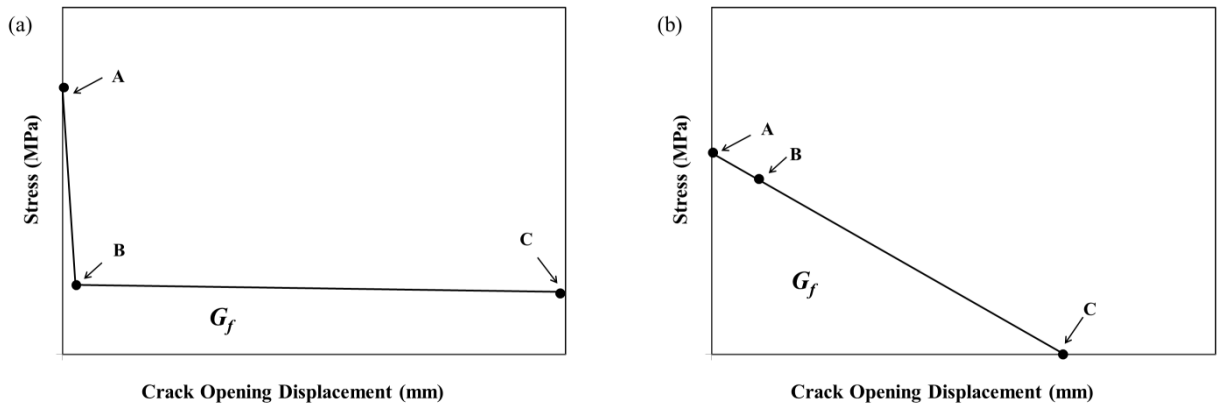 (a)
A
B
C
G_f
Stress (MPa)
Crack Opening Displacement (mm)
(b)
A
B
C
G_f
Stress (MPa)
Crack Opening Displacement (mm)